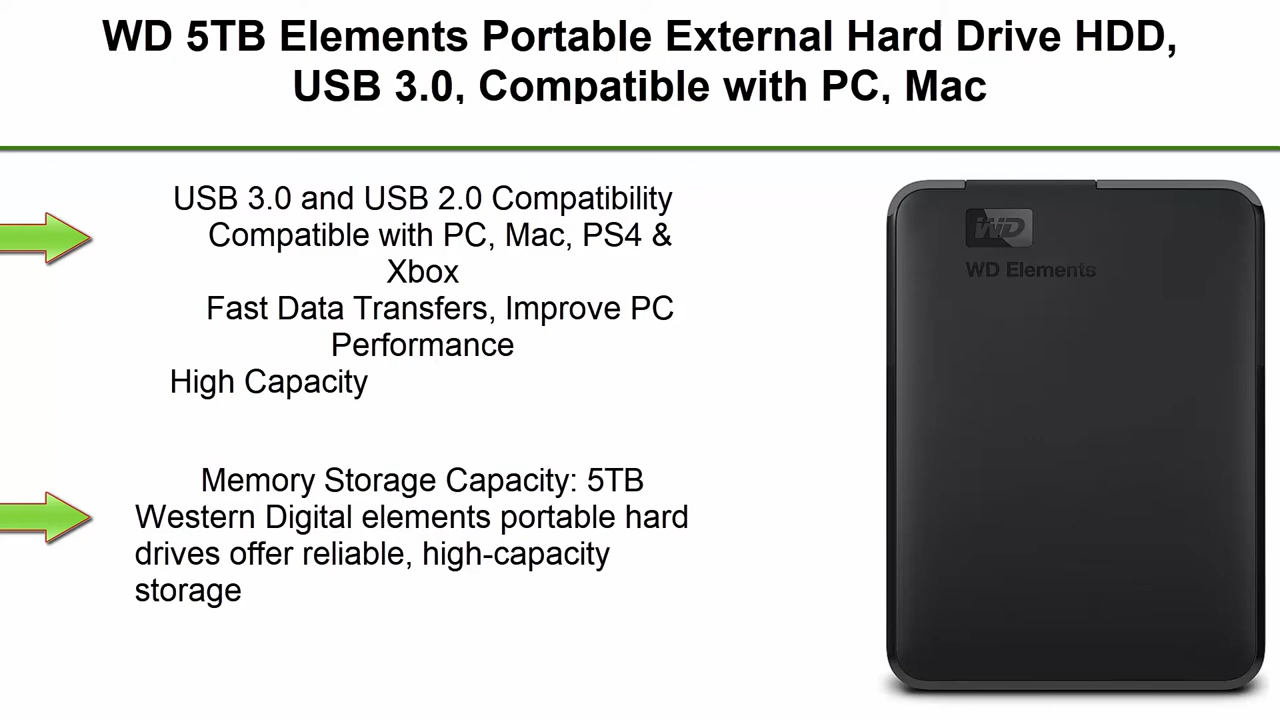 WD 5TB Elements Portable External Hard Drive HDD,
USB 3.0, Compatible with PC, Mac
USB 3.0 and USB 2.0 Compatibility
Compatible with PC, Mac, PS4 &
Xbox
Fast Data Transfers, Improve PC
Performance
High Capacity
Memory Storage Capacity: 5TB
Western Digital elements portable hard
drives offer reliable, high-capacity
storage
WD
WD Elements